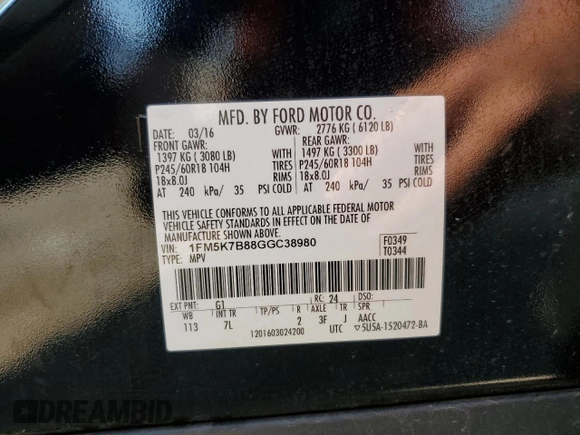 MFD. BY FORD MOTOR CO.
DATE: 03/16 GVWR: 2776 KG ( 6120 LB)
FRONT GAWR: REAR GAWR:
1397 KG ( 3080 LB) WITH 1497 KG ( 3300 LB) WITH
P245/60R18 104H TIRES P245/60R18 104H TIRES
18x8.0J RIMS 18x8.0J RIMS
AT 240 kPa/ 35 PSI COLD AT 240 kPa/ 35 PSI COLD
THIS VEHICLE CONFORMS TO ALL APPLICABLE FEDERAL MOTOR
VEHICLE SAFETY STANDARDS IN EFFECT ON THE DATE OF
MANUFACTURE SHOWN ABOVE.
VIN: 1FM5K7B88GGC38980 F0349
TYPE: MPV T0344
EXT PNT: G1 RC: 24 DSO:
WB INT TR TP/PS R AXLE TR SPR
113 7L 2 3F J AACC
1201603024200 UTC ▽5U5A-1520472-BA
DREAMBID